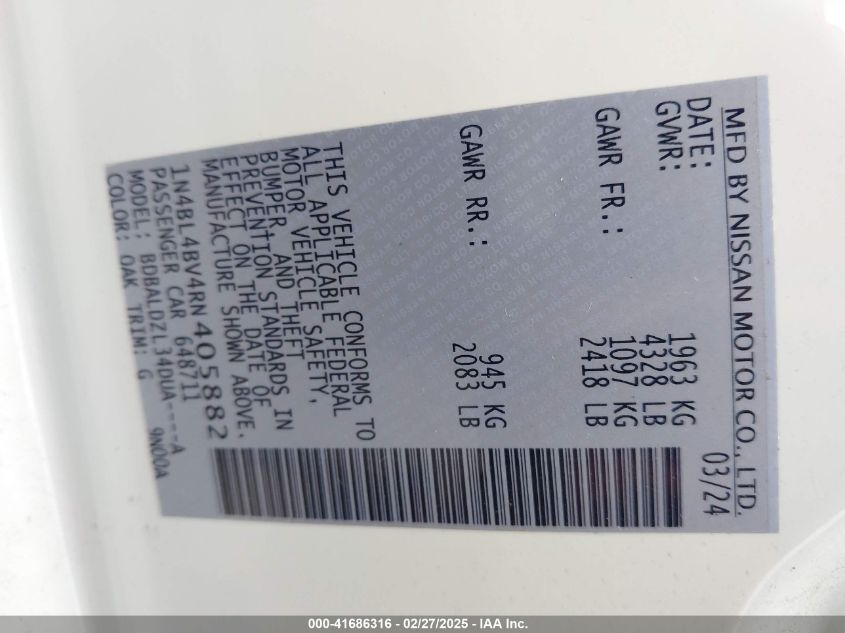 MFD BY NISSAN MOTOR CO., LTD.
DATE: 03/24
GVWR: 1963 KG
4328 LB
GAWR FR.: 1097 KG
2418 LB
GAWR RR.: 945 KG
2083 LB
THIS VEHICLE CONFORMS TO
ALL APPLICABLE FEDERAL
MOTOR VEHICLE SAFETY,
BUMPER AND THEFT
PREVENTION STANDARDS IN
EFFECT ON THE DATE OF
MANUFACTURE SHOWN ABOVE.
1N4BL4BV4RN405882
PASSENGER CAR 648711
MODEL: BDBALDZL34DUA----A
COLOR: QAK TRIM: G 9N00A
000-41686316 - 02/27/2025 - IAA Inc.